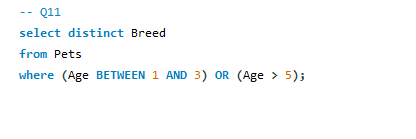 -- Q11
select distinct Breed
from Pets
where (Age BETWEEN 1 AND 3) OR (Age > 5);